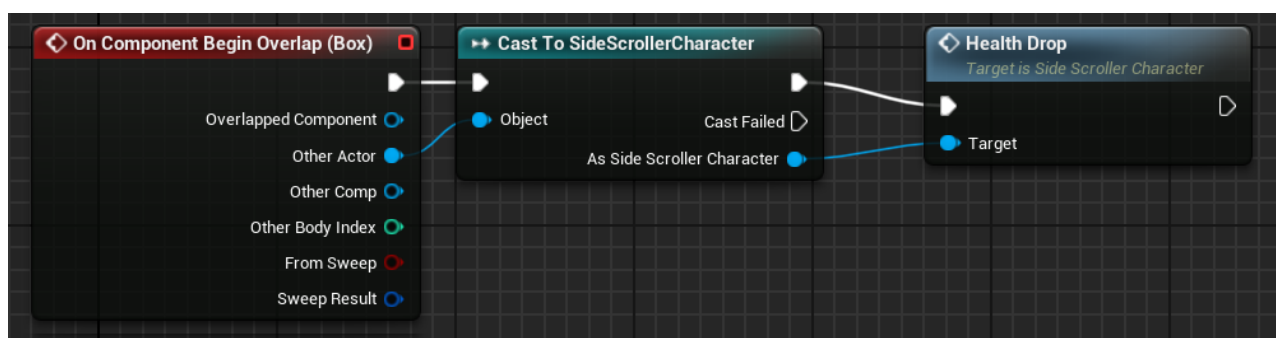 On Component Begin Overlap (Box)
Overlapped Component
Other Actor
Other Comp
Other Body Index
From Sweep
Sweep Result
Cast To SideScrollerCharacter
Object
Cast Failed
As Side Scroller Character
Health Drop
Target is Side Scroller Character
Target